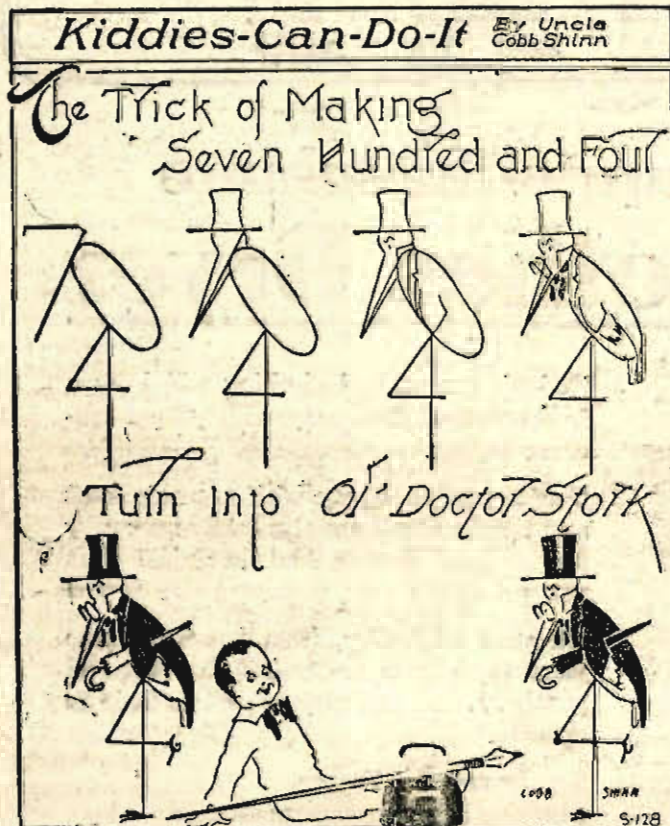 Kiddies-Can-Do-It
By Uncle
Cobb Shinn
The Trick of Making
Seven Hundred and Four
Turn Into Ol' Doctor Stork
COBB SHINN
S-128